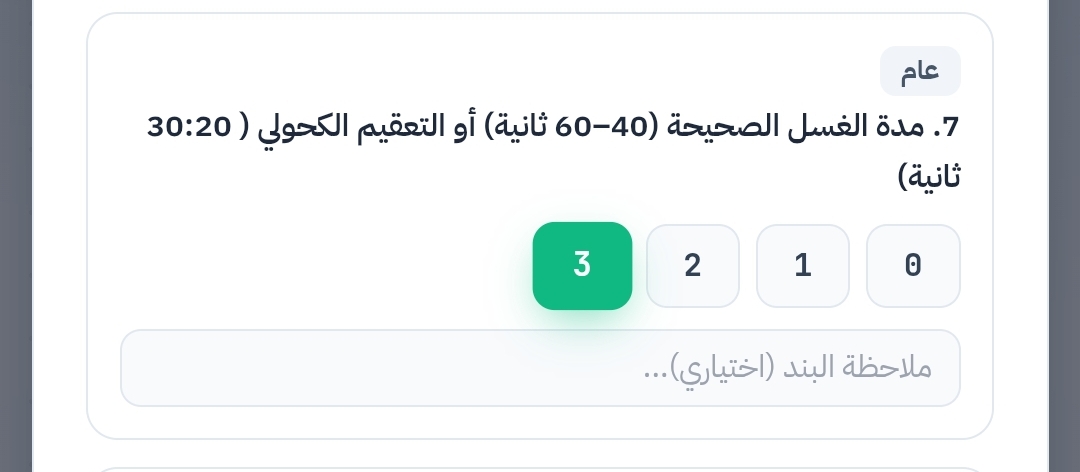 عام
7. مدة الغسل الصحيحة (40–60 ثانية) أو التعقيم الكحولي ( 30:20
ثانية)
0 1 2 3
ملاحظة البند (اختياري)...